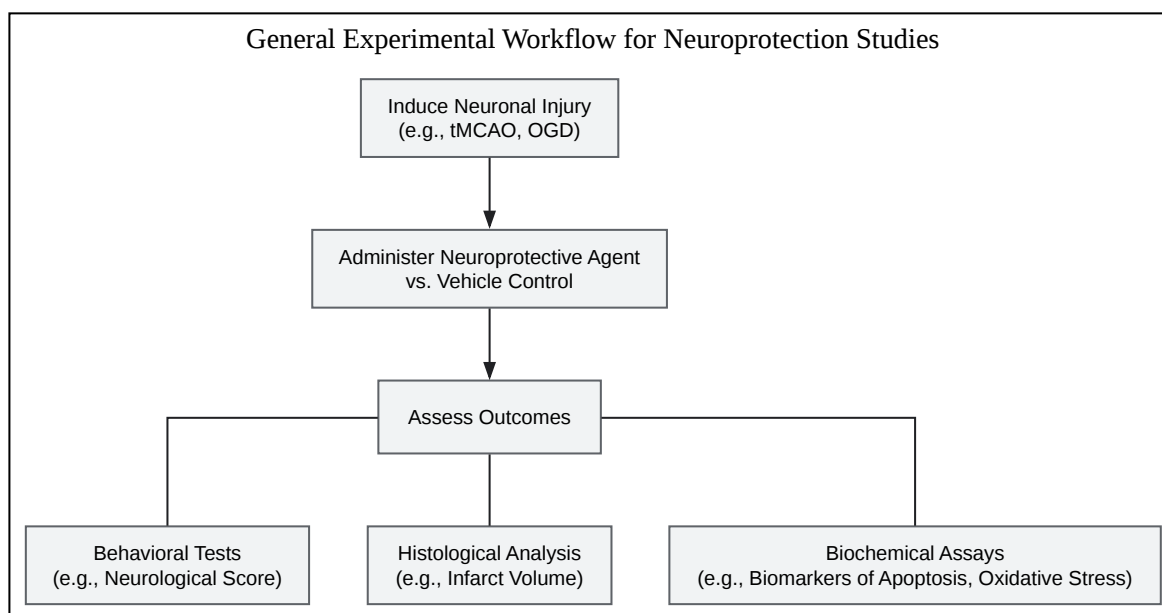 General Experimental Workflow for Neuroprotection Studies
Induce Neuronal Injury
(e.g., tMCAO, OGD)
Administer Neuroprotective Agent
vs. Vehicle Control
Assess Outcomes
Behavioral Tests
(e.g., Neurological Score)
Histological Analysis
(e.g., Infarct Volume)
Biochemical Assays
(e.g., Biomarkers of Apoptosis, Oxidative Stress)